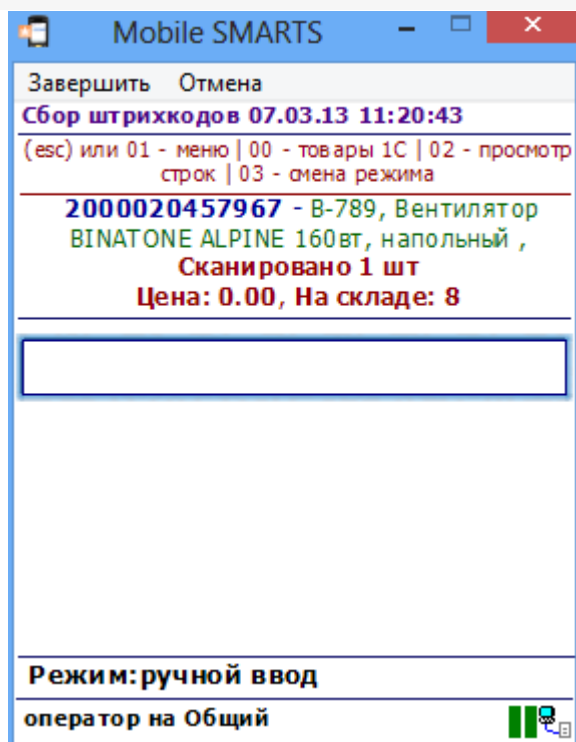 Mobile SMARTS
Завершить Отмена
Сбор штрихкодов 07.03.13 11:20:43
(esc) или 01 - меню | 00 - товары 1С | 02 - просмотр
строк | 03 - смена режима
2000020457967 - В-789, Вентилятор
BINATONE ALPINE 160вт, напольный ,
Сканировано 1 шт
Цена: 0.00, На складе: 8
Режим:ручной ввод
оператор на Общий